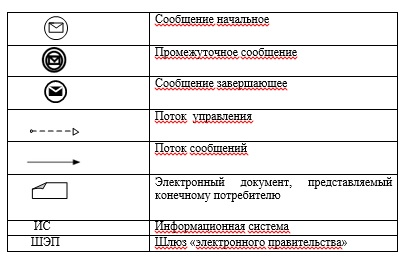 Сообщение начальное
Промежуточное сообщение
Сообщение завершающее
Поток управления
Поток сообщений
Электронный документ, представляемый
конечному потребителю
ИС Информационная система
ШЭП Шлюз «электронного правительства»